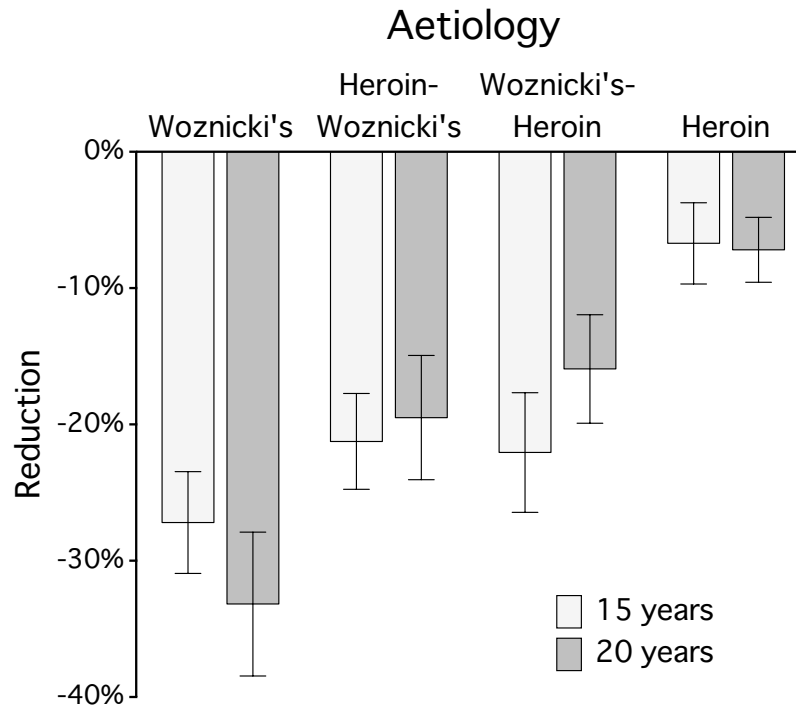 Aetiology
Woznicki's
Heroin-
Woznicki's
Woznicki's-
Heroin
Heroin
0%
-10%
-20%
-30%
-40%
Reduction
15 years
20 years